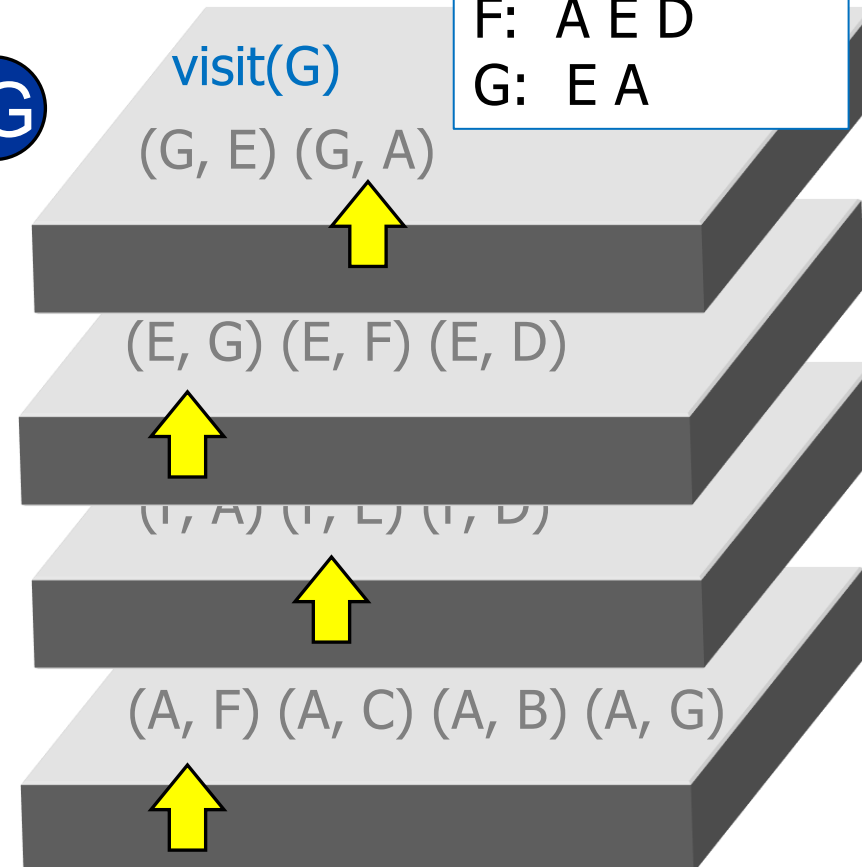 F: A E D
G: E A
G
visit(G)
(G, E) (G, A)
(E, G) (E, F) (E, D)
(F, A) (F, E) (F, D)
(A, F) (A, C) (A, B) (A, G)